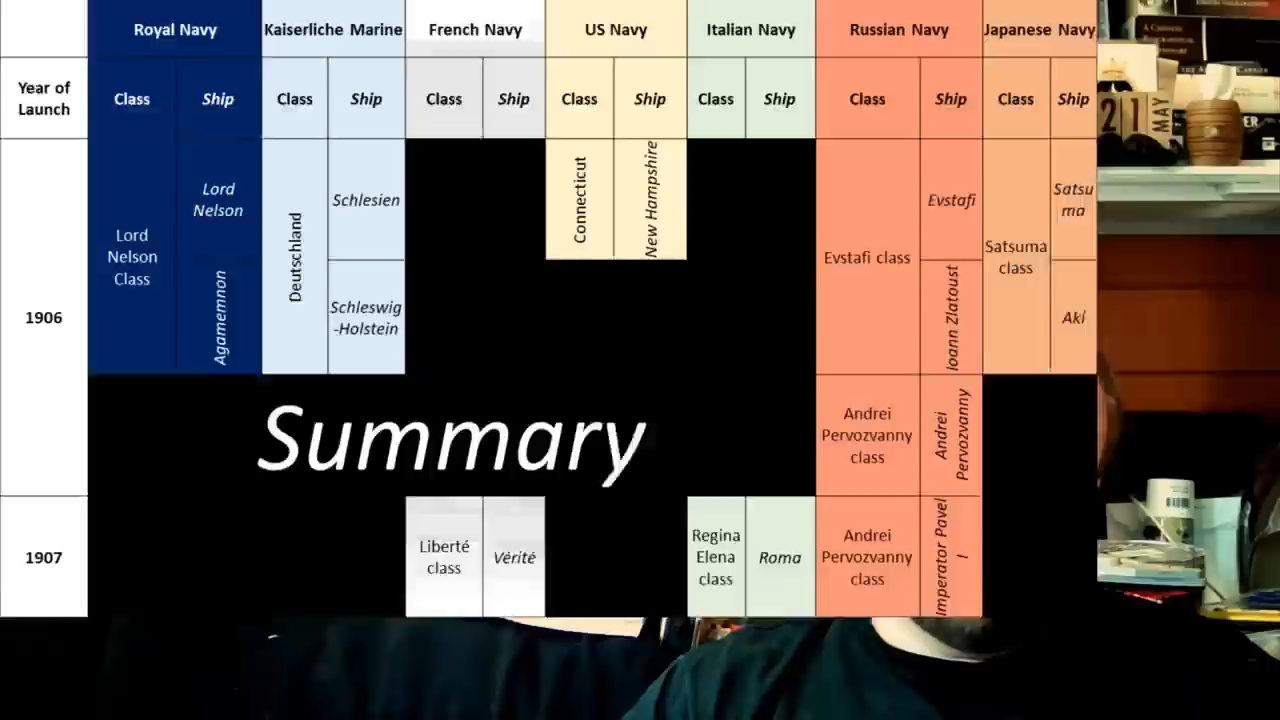 Royal Navy
Kaiserliche Marine
French Navy
US Navy
Italian Navy
Russian Navy
Japanese Navy
Year of
Launch
Class
Ship
Class
Ship
Class
Ship
Class
Ship
Class
Ship
Class
Ship
Class
Ship
1906
Lord
Nelson
Class
Lord
Nelson
Agamemnon
Deutschland
Schlesien
Schleswig
-Holstein
Connecticut
New Hampshire
Evstafi class
Evstafi
Ioann Zlatoust
Satsuma
class
Satsu
ma
Aki
Andrei
Pervozvanny
class
Andrei
Pervozvanny
Summary
1907
Liberté
class
Vérité
Regina
Elena
class
Roma
Andrei
Pervozvanny
class
Imperator Pavel
I
21
MAY